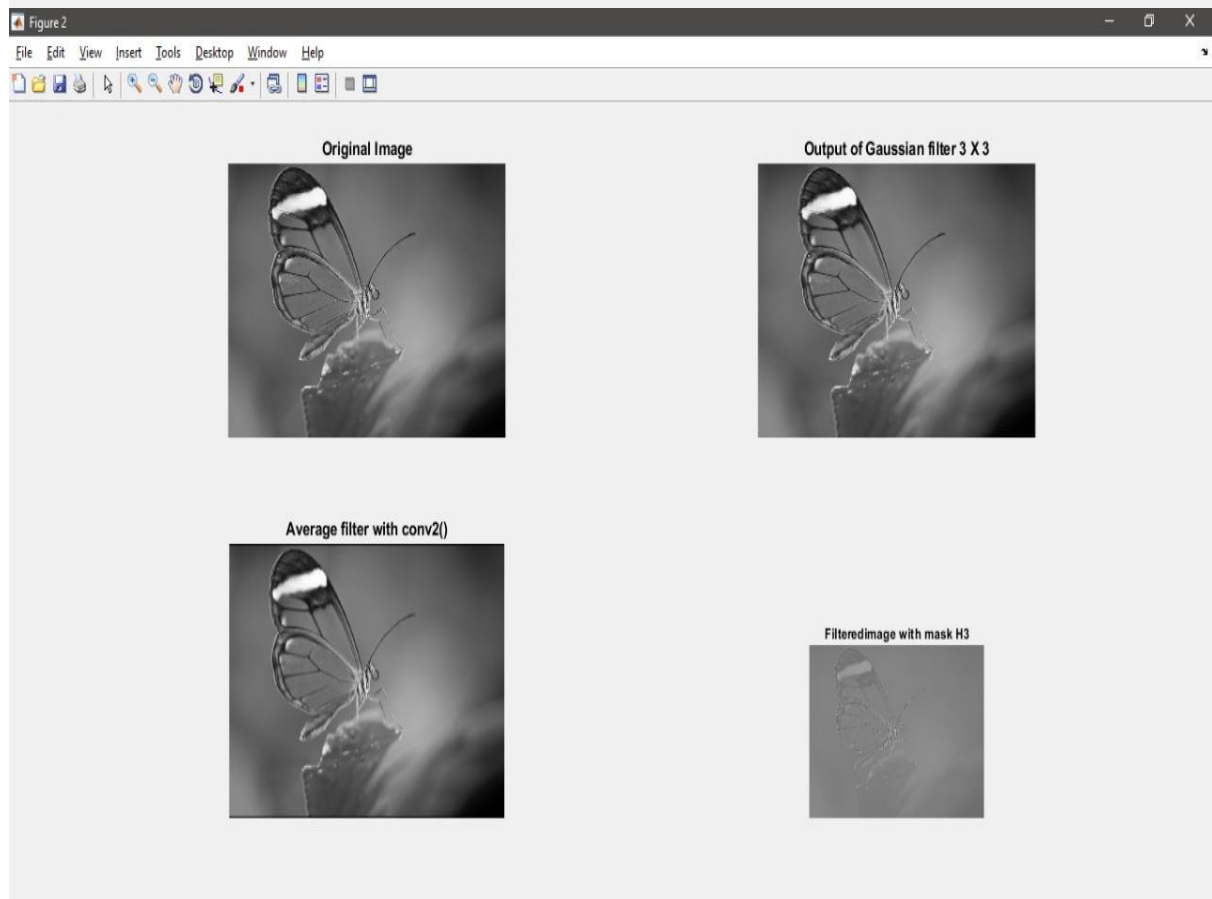 Figure 2
File Edit View Insert Tools Desktop Window Help
Original Image
Output of Gaussian filter 3 X 3
Average filter with conv2()
Filteredimage with mask H3